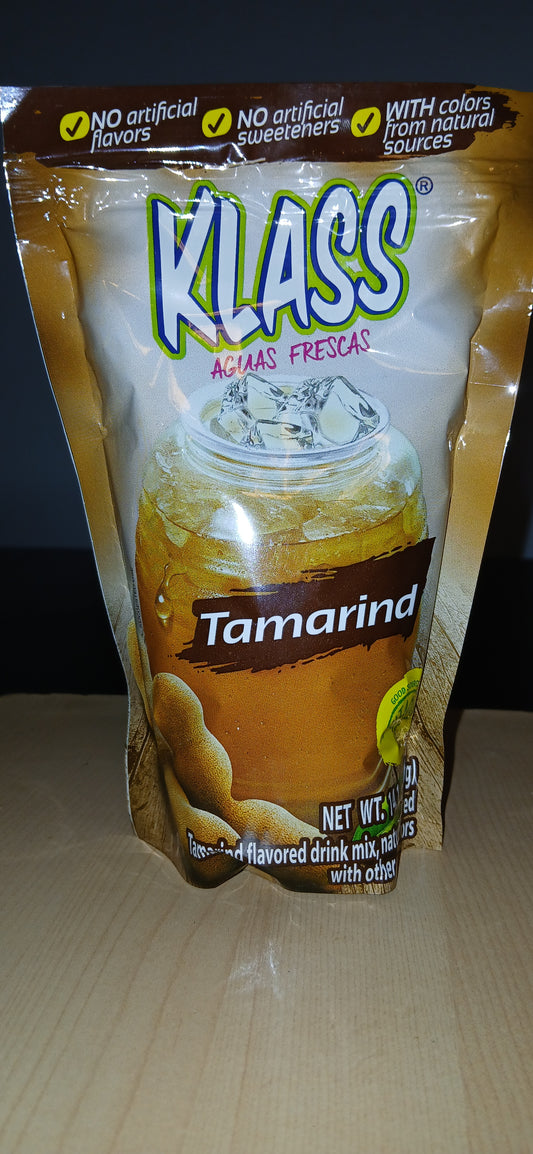 NO artificial
flavors
NO artificial
sweeteners
WITH colors
from natural
sources
KLASS®
AGUAS FRESCAS
Tamarind
GOOD
NET WT.
flavored drink mix,
with other